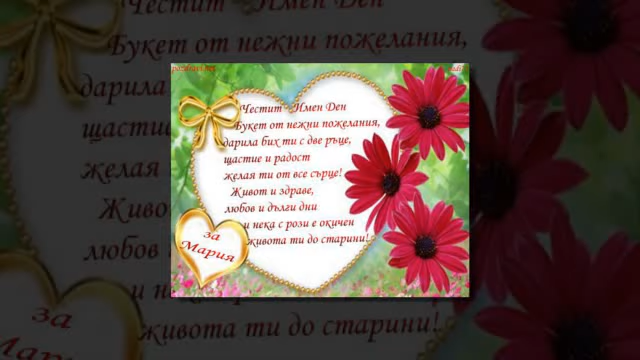 Честит Имен Ден
Букет от нежни пожелания,
дарила бих ти с две ръце,
щастие и радост
желая ти от все сърце!
Живот и здраве,
любов и дълги дни
и нека с рози е окичен
живота ти до старини!
за
Мария